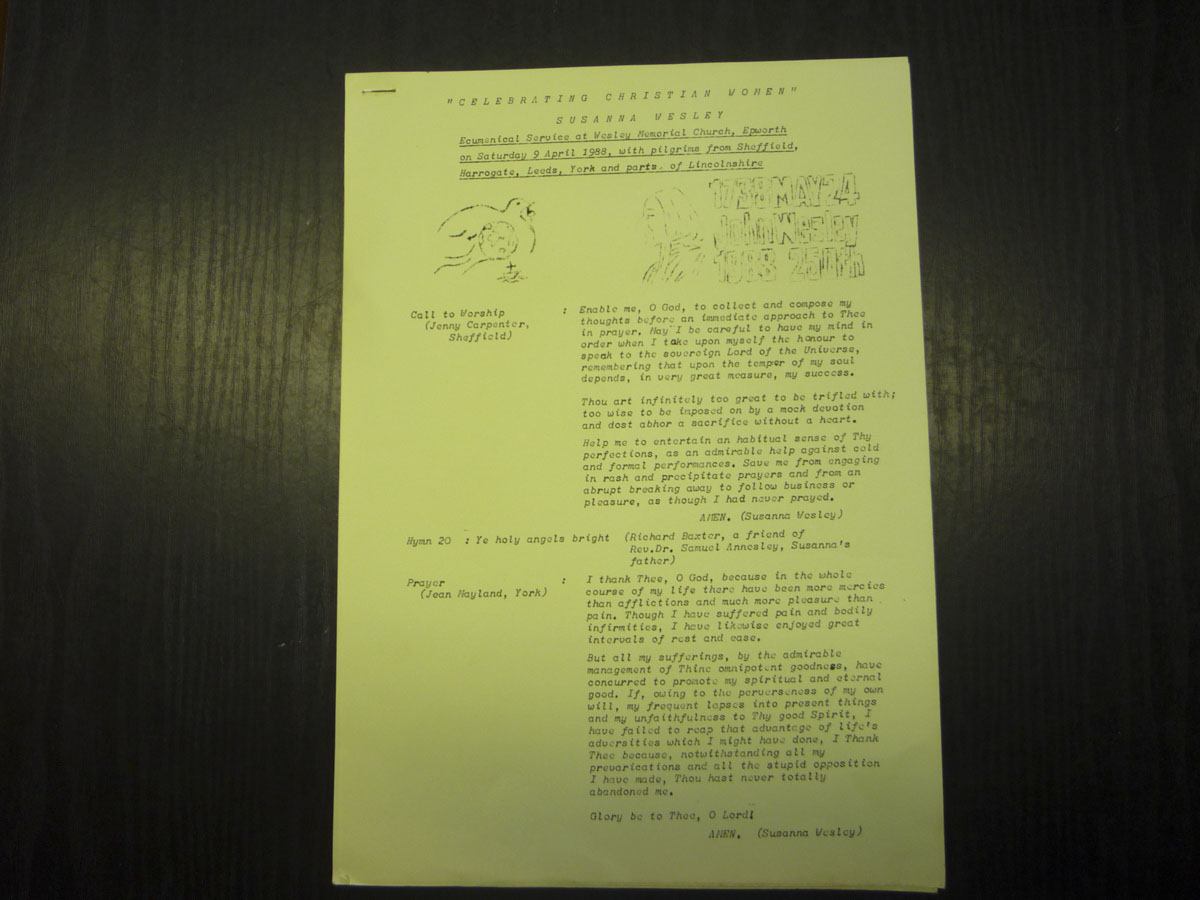 "CELEBRATING CHRISTIAN WOMEN"
SUSANNA WESLEY
Ecumenical Service at Wesley Memorial Church, Epworth
on Saturday 9 April 1988, with pilgrims from Sheffield,
Harrogate, Leeds, York and parts of Lincolnshire
1738 MAY 24
John Wesley
1988 250th
Call to Worship : Enable me, O God, to collect and compose my
(Jenny Carpenter, thoughts before an immediate approach to Thee
Sheffield) in prayer. May I be careful to have my mind in
order when I take upon myself the honour to
speak to the sovereign Lord of the Universe,
remembering that upon the temper of my soul
depends, in very great measure, my success.
Thou art infinitely too great to be trifled with;
too wise to be imposed on by a mock devotion
and dost abhor a sacrifice without a heart.
Help me to entertain an habitual sense of Thy
perfections, as an admirable help against cold
and formal performances. Save me from engaging
in rash and precipitate prayers and from an
abrupt breaking away to follow business or
pleasure, as though I had never prayed.
AMEN. (Susanna Wesley)
Hymn 20 : Ye holy angels bright (Richard Baxter, a friend of
Rev.Dr. Samuel Annesley, Susanna's
father)
Prayer : I thank Thee, O God, because in the whole
(Jean Mayland, York) course of my life there have been more mercies
than afflictions and much more pleasure than
pain. Though I have suffered pain and bodily
infirmities, I have likewise enjoyed great
intervals of rest and ease.
But all my sufferings, by the admirable
management of Thine omnipotent goodness, have
concurred to promote my spiritual and eternal
good. If, owing to the perverseness of my own
will, my frequent lapses into present things
and my unfaithfulness to Thy good Spirit, I
have failed to reap that advantage of life's
adversities which I might have done, I Thank
Thee because, notwithstanding all my
prevarications and all the stupid opposition
I have made, Thou hast never totally
abandoned me.
Glory be to Thee, O Lord!
AMEN. (Susanna Wesley)